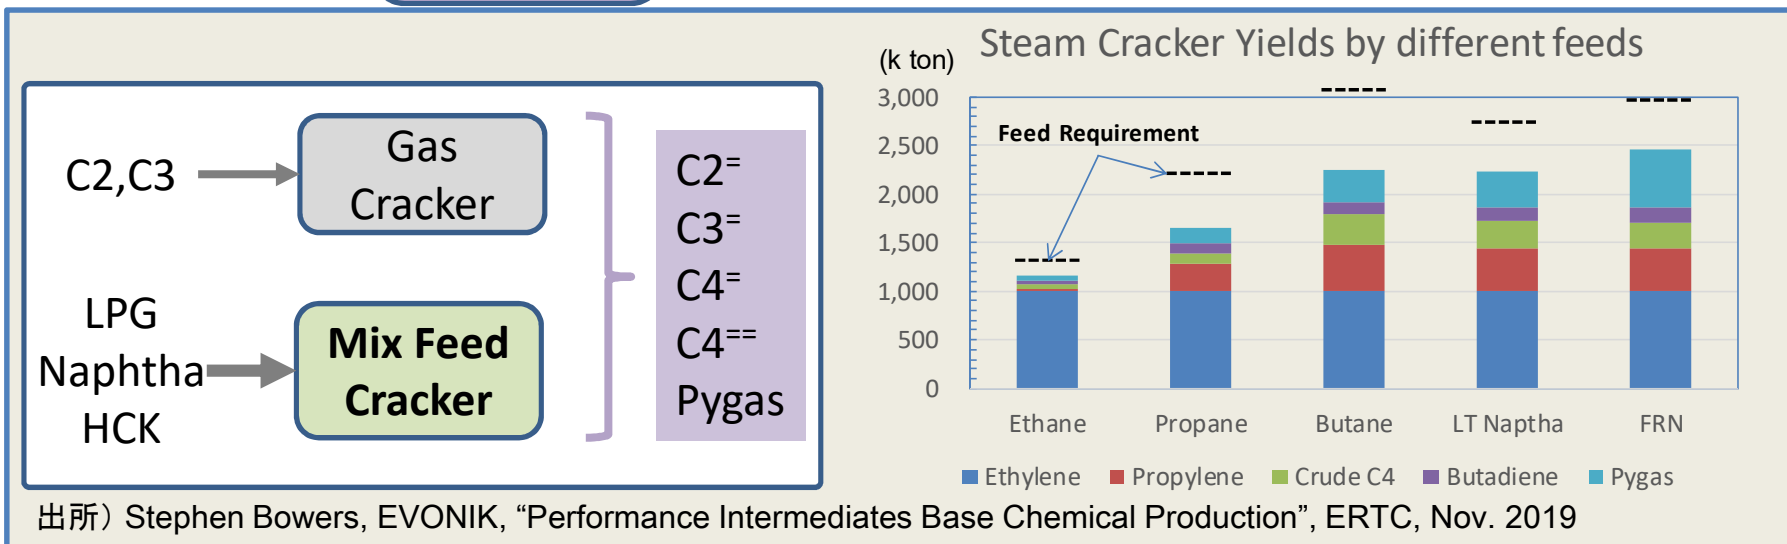 C2,C3
Gas
Cracker
LPG
Naphtha
HCK
Mix Feed
Cracker
C2=
C3=
C4=
C4==
Pygas
Steam Cracker Yields by different feeds
(k ton)
3,000
2,500
2,000
1,500
1,000
500
0
Feed Requirement
Ethane Propane Butane LT Naptha FRN
Ethylene Propylene Crude C4 Butadiene Pygas
出所）Stephen Bowers, EVONIK, “Performance Intermediates Base Chemical Production”, ERTC, Nov. 2019